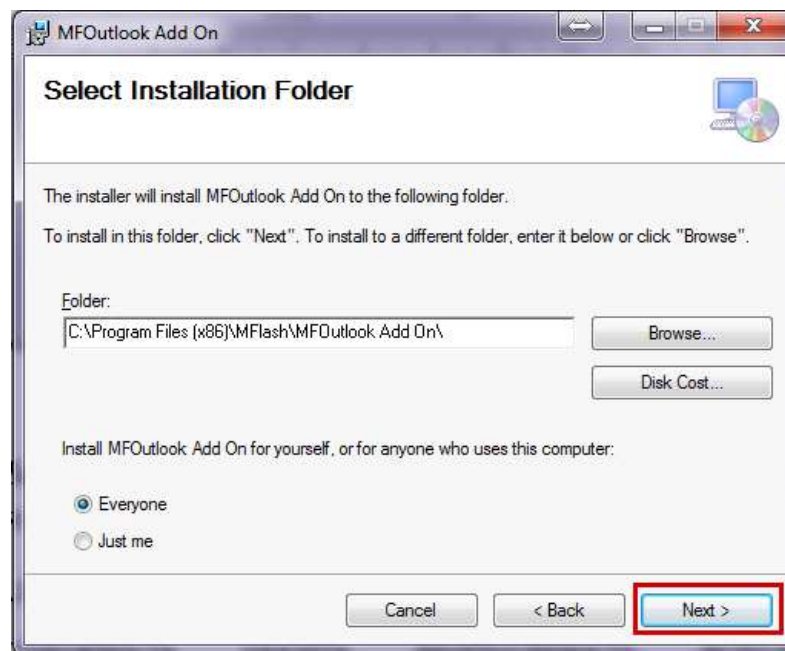 MFOutlook Add On
Select Installation Folder
The installer will install MFOutlook Add On to the following folder.
To install in this folder, click "Next". To install to a different folder, enter it below or click "Browse".
Folder:
C:\Program Files (x86)\MFlash\MFOutlook Add On\
Browse...
Disk Cost...
Install MFOutlook Add On for yourself, or for anyone who uses this computer:
Everyone
Just me
Cancel
< Back
Next >